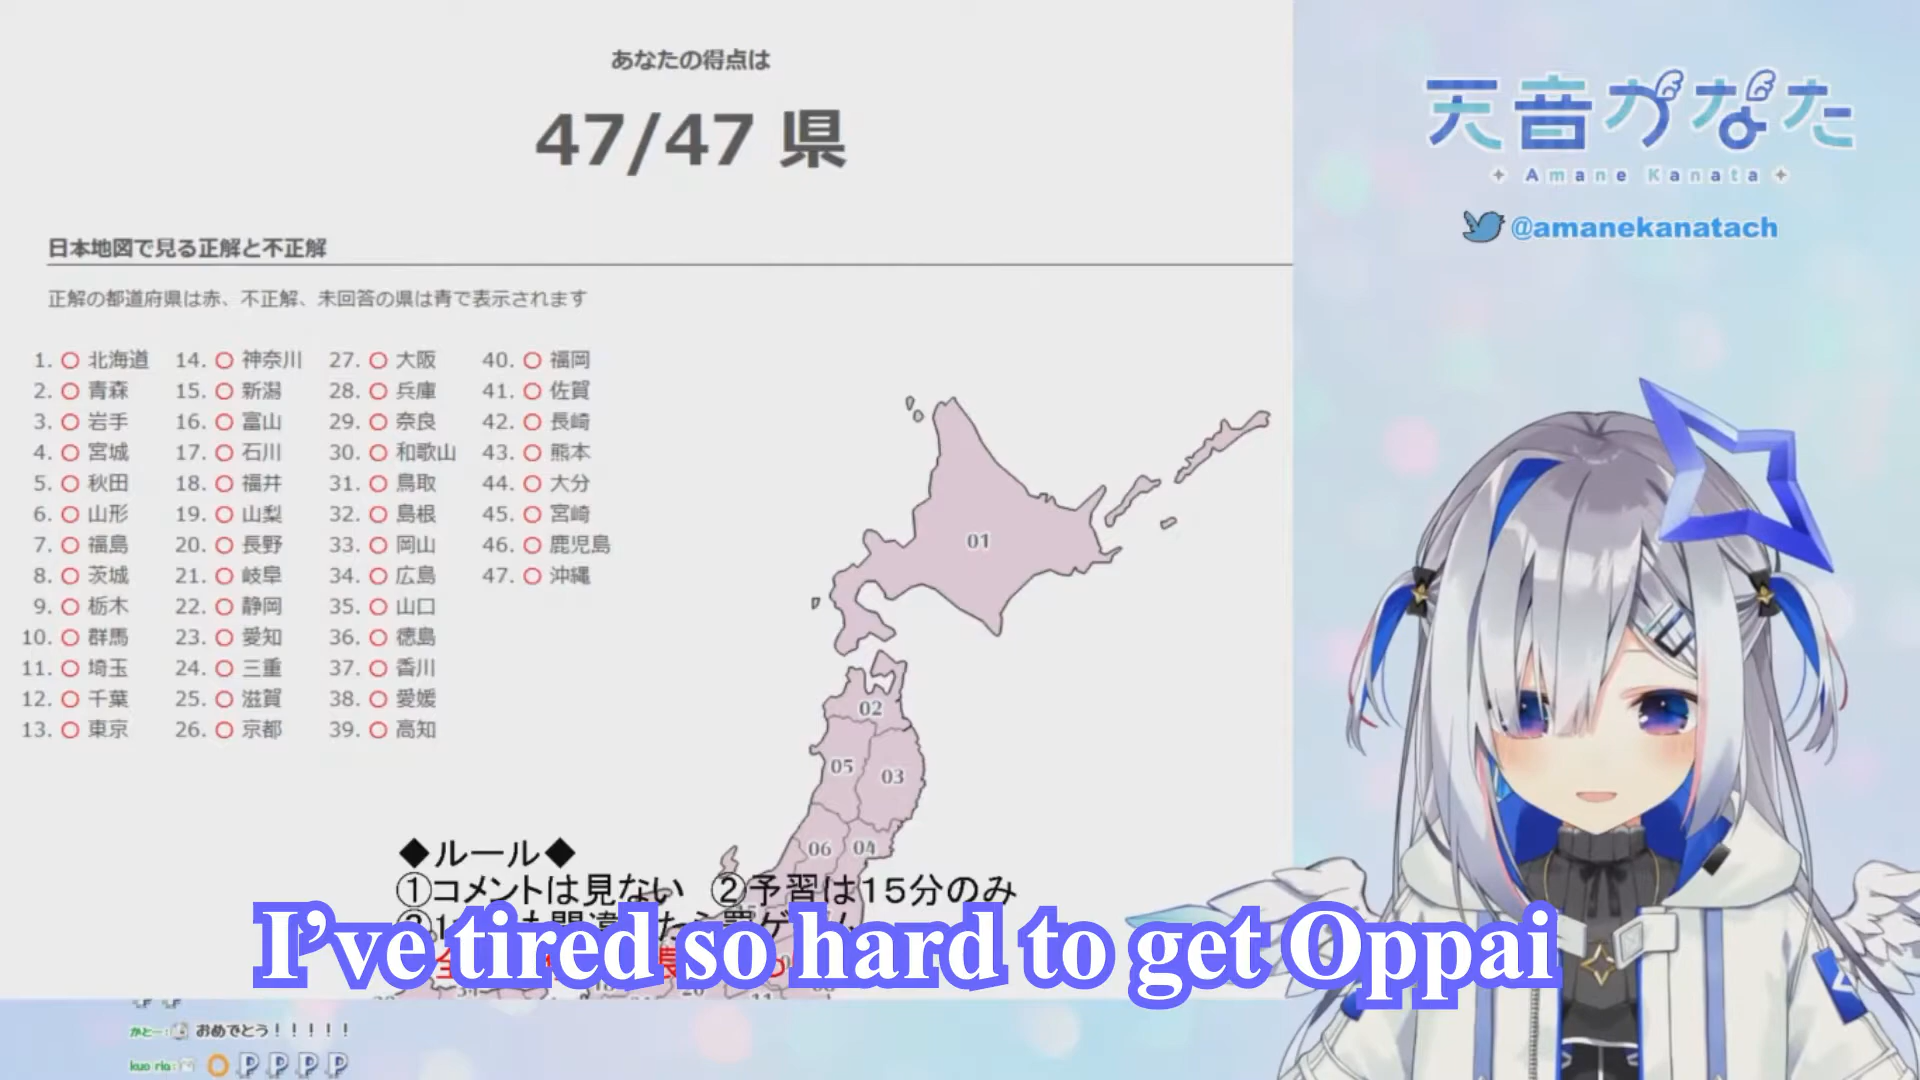 あなたの得点は
47/47 県
日本地図で見る正解と不正解
正解の都道府県は赤、不正解、未回答の県は青で表示されます
1. ○ 北海道 14. ○ 神奈川 27. ○ 大阪 40. ○ 福岡
2. ○ 青森 15. ○ 新潟 28. ○ 兵庫 41. ○ 佐賀
3. ○ 岩手 16. ○ 富山 29. ○ 奈良 42. ○ 長崎
4. ○ 宮城 17. ○ 石川 30. ○ 和歌山 43. ○ 熊本
5. ○ 秋田 18. ○ 福井 31. ○ 鳥取 44. ○ 大分
6. ○ 山形 19. ○ 山梨 32. ○ 島根 45. ○ 宮崎
7. ○ 福島 20. ○ 長野 33. ○ 岡山 46. ○ 鹿児島
8. ○ 茨城 21. ○ 岐阜 34. ○ 広島 47. ○ 沖縄
9. ○ 栃木 22. ○ 静岡 35. ○ 山口
10. ○ 群馬 23. ○ 愛知 36. ○ 徳島
11. ○ 埼玉 24. ○ 三重 37. ○ 香川
12. ○ 千葉 25. ○ 滋賀 38. ○ 愛媛
13. ○ 東京 26. ○ 京都 39. ○ 高知
01
02
05 03
06 04
◆ルール◆
①コメントは見ない ②予習は15分のみ
I've tired so hard to get Oppai
かとー: おめでとう！！！！！
kuo ria: O P P P P
天音かなた
Amane Kanata
@amanekanatach